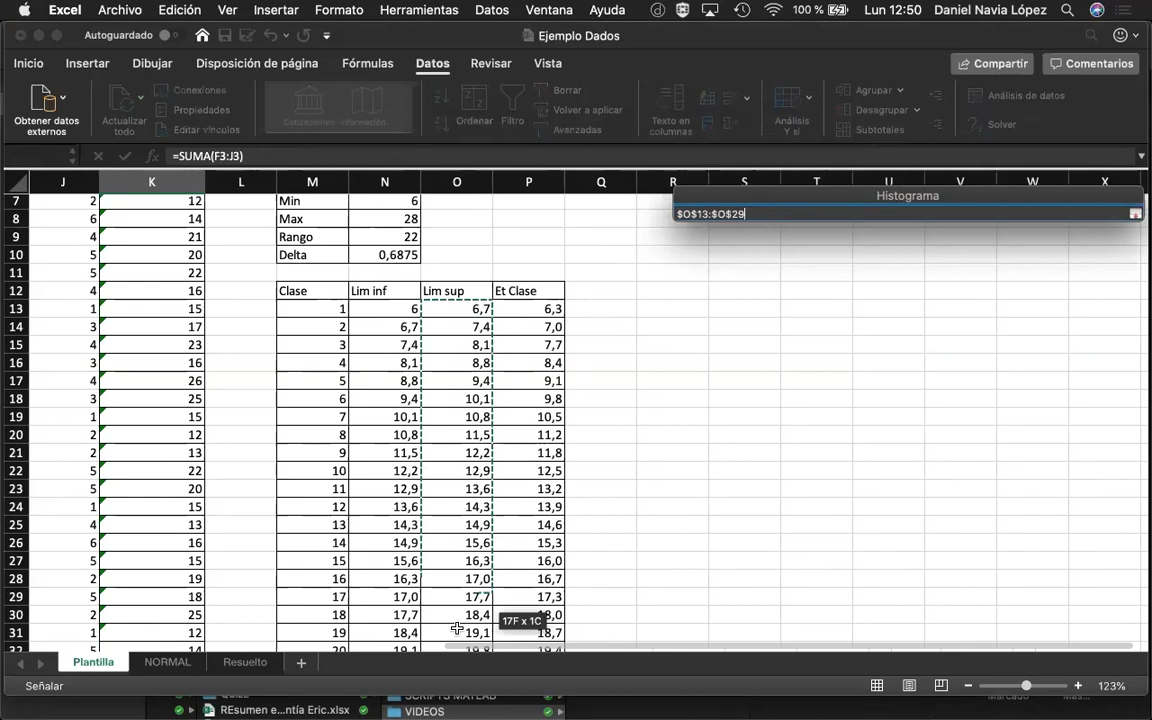 Excel Archivo Edición Ver Insertar Formato Herramientas Datos Ventana Ayuda 100 % Lun 12:50 Daniel Navia López
Autoguardado Ejemplo Dados
Inicio Insertar Dibujar Disposición de página Fórmulas Datos Revisar Vista Compartir Comentarios
Obtener datos externos Actualizar todo Conexiones Propiedades Editar vínculos Cotizaciones Información Ordenar Filtro Borrar Volver a aplicar Avanzadas Texto en columnas Análisis Y si Agrupar Desagrupar Subtotales Análisis de datos Solver
fx =SUMA(F3:J3)
J K L M N O P Q R S T U V W X
Histograma
$O$13:$O$29
7 2 12 Min 6
8 6 14 Max 28
9 4 21 Rango 22
10 5 20 Delta 0,6875
11 5 22
12 4 16 Clase Lim inf Lim sup Et Clase
13 1 15 1 6 6,7 6,3
14 3 17 2 6,7 7,4 7,0
15 4 23 3 7,4 8,1 7,7
16 3 16 4 8,1 8,8 8,4
17 4 26 5 8,8 9,4 9,1
18 3 25 6 9,4 10,1 9,8
19 1 15 7 10,1 10,8 10,5
20 2 12 8 10,8 11,5 11,2
21 2 13 9 11,5 12,2 11,8
22 5 22 10 12,2 12,9 12,5
23 5 20 11 12,9 13,6 13,2
24 1 15 12 13,6 14,3 13,9
25 4 13 13 14,3 14,9 14,6
26 6 16 14 14,9 15,6 15,3
27 5 15 15 15,6 16,3 16,0
28 2 19 16 16,3 17,0 16,7
29 5 18 17 17,0 17,7 17,3
30 2 25 18 17,7 18,4 8,0
17F x 1C
31 1 12 19 18,4 19,1 18,7
32 5 14 20 19,1 19,8 19,4
Plantilla NORMAL Resuelto
Señalar 123%
SCRIPTS MATLAB
REsumen e...ntía Eric.xlsx VIDEOS